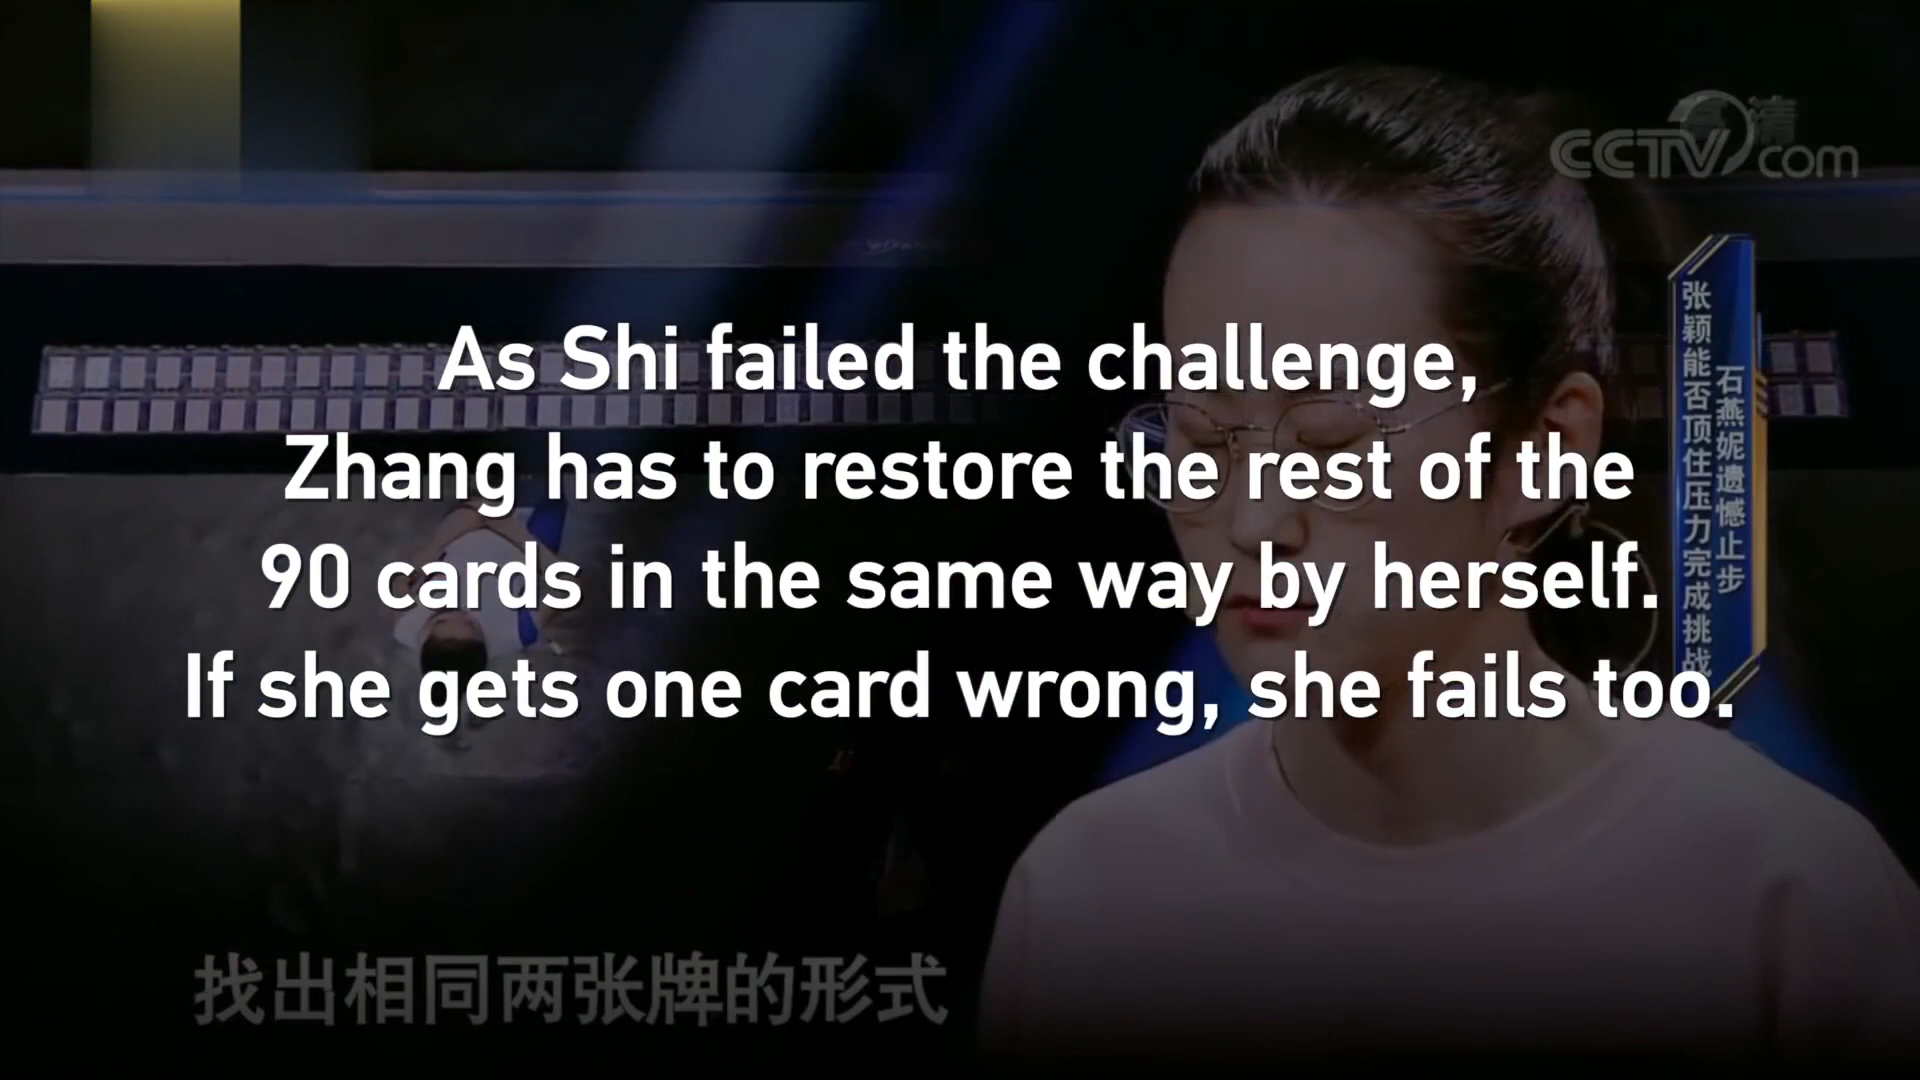 高清
CCTV.com
张颖能否顶住压力完成挑战
石燕妮遗憾止步
As Shi failed the challenge,
Zhang has to restore the rest of the
90 cards in the same way by herself.
If she gets one card wrong, she fails too.
找出相同两张牌的形式